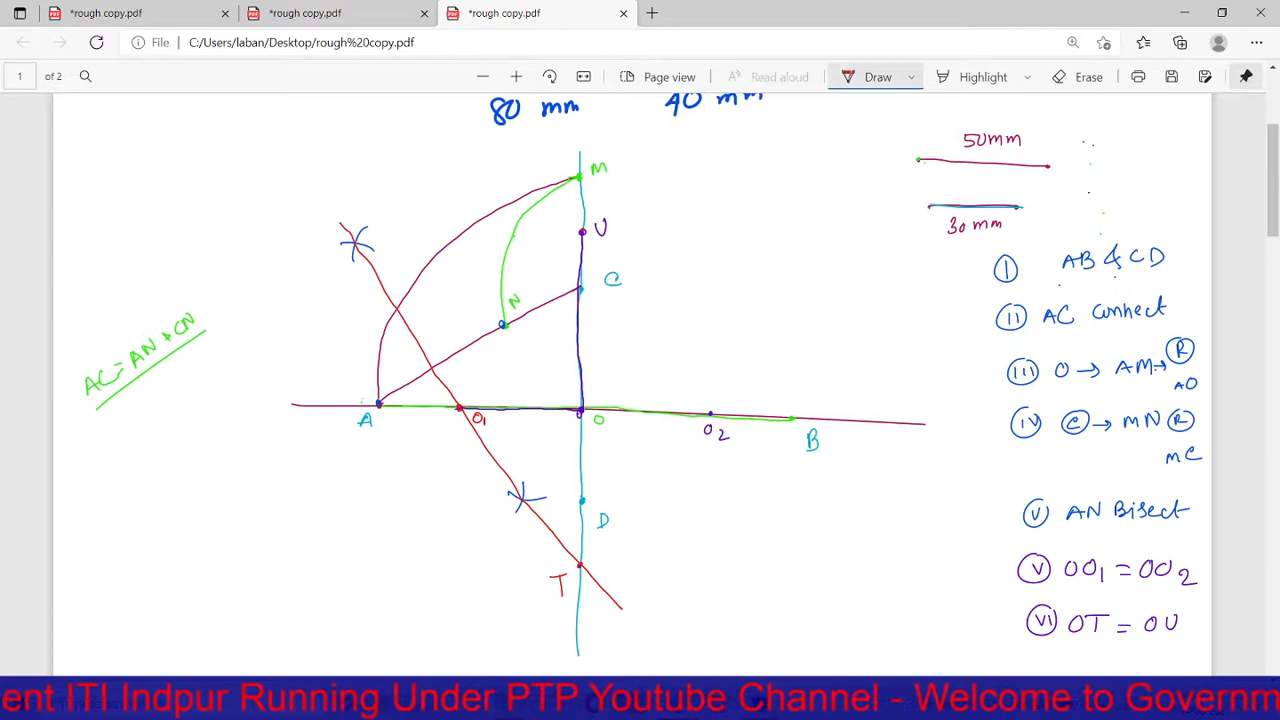 *rough copy.pdf
*rough copy.pdf
*rough copy.pdf
File
C:/Users/laban/Desktop/rough%20copy.pdf
1
of 2
Page view
Read aloud
Draw
Highlight
Erase
80 mm 40 mm
50mm
30mm
M
U
C
N
AC=AN+CN
A
O1
O
O2
B
D
T
I AB & CD
II AC Connect
III O → AM → R
AO
IV C → MN R
MC
V AN Bisect
V OO1 = OO2
VI OT = OU
ent ITI Indpur Running Under PTP Youtube Channel - Welcome to Governm